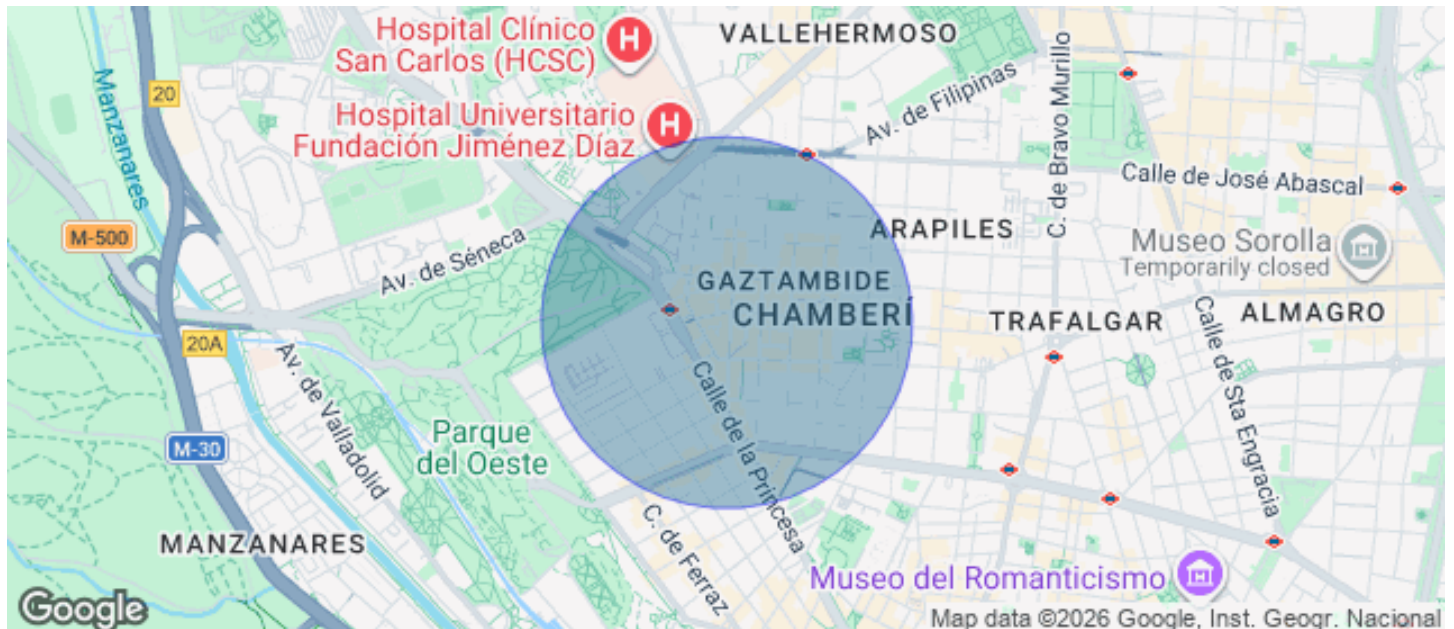 Hospital Clínico
San Carlos (HCSC)
VALLEHERMOSO
Manzanares
20
Hospital Universitario
Fundación Jiménez Díaz
Av. de Filipinas
C. de Bravo Murillo
Calle de José Abascal
M-500
Av. de Séneca
ARAPILES
Museo Sorolla
Temporarily closed
GAZTAMBIDE
CHAMBERÍ
TRAFALGAR
ALMAGRO
20A
Av. de Valladolid
Calle de la Princesa
Calle de Sta Engracia
M-30
Parque
del Oeste
MANZANARES
C. de Ferraz
Museo del Romanticismo
Google
Map data ©2026 Google, Inst. Geogr. Nacional